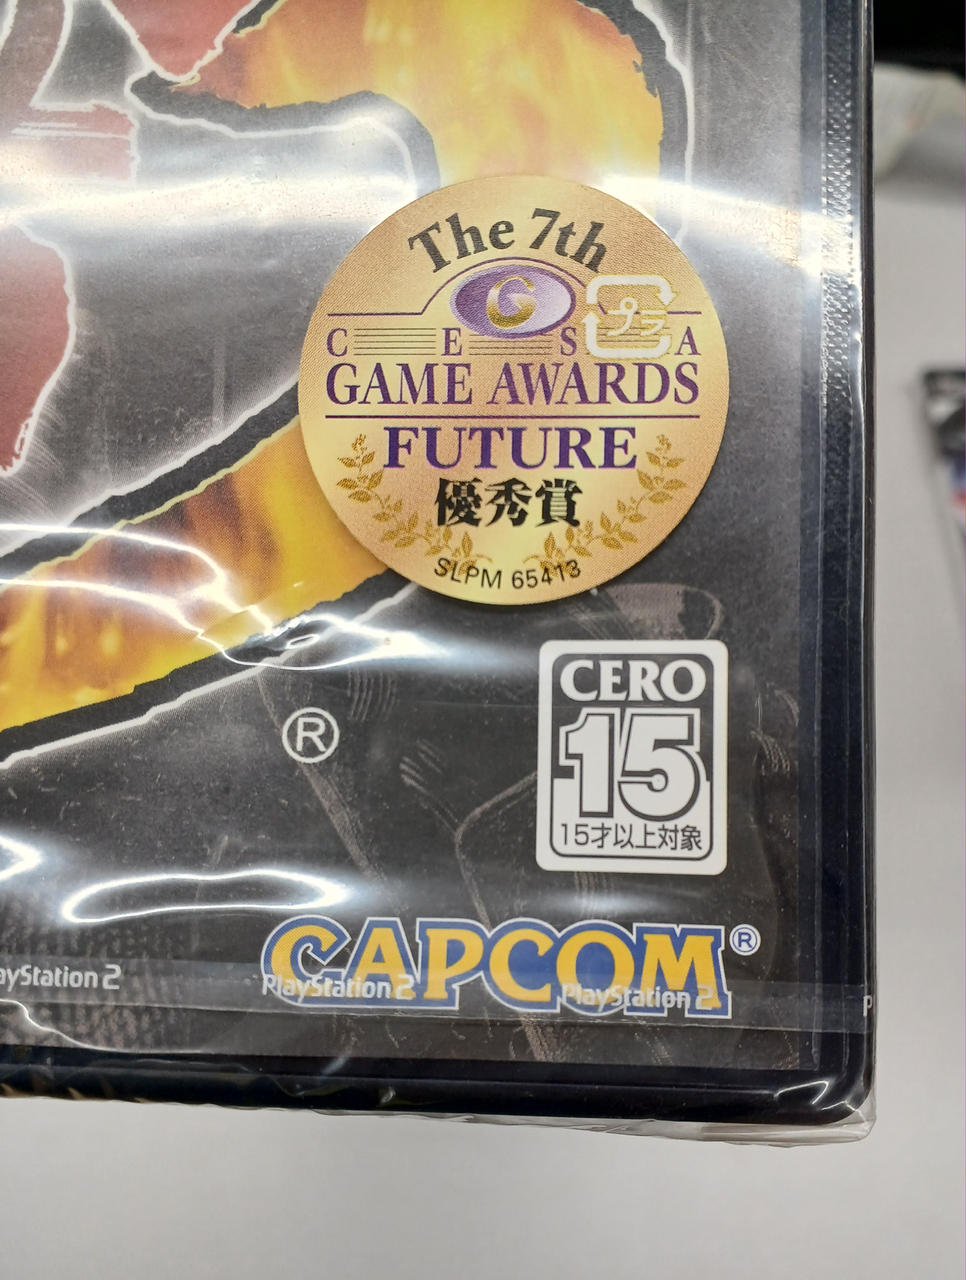 The 7th
G
C E S A
プラ
GAME AWARDS
FUTURE
優秀賞
SLPM 65413
CERO
15
15才以上対象
®
CAPCOM®
ayStation 2
PlayStation 2
PlayStation 2
P